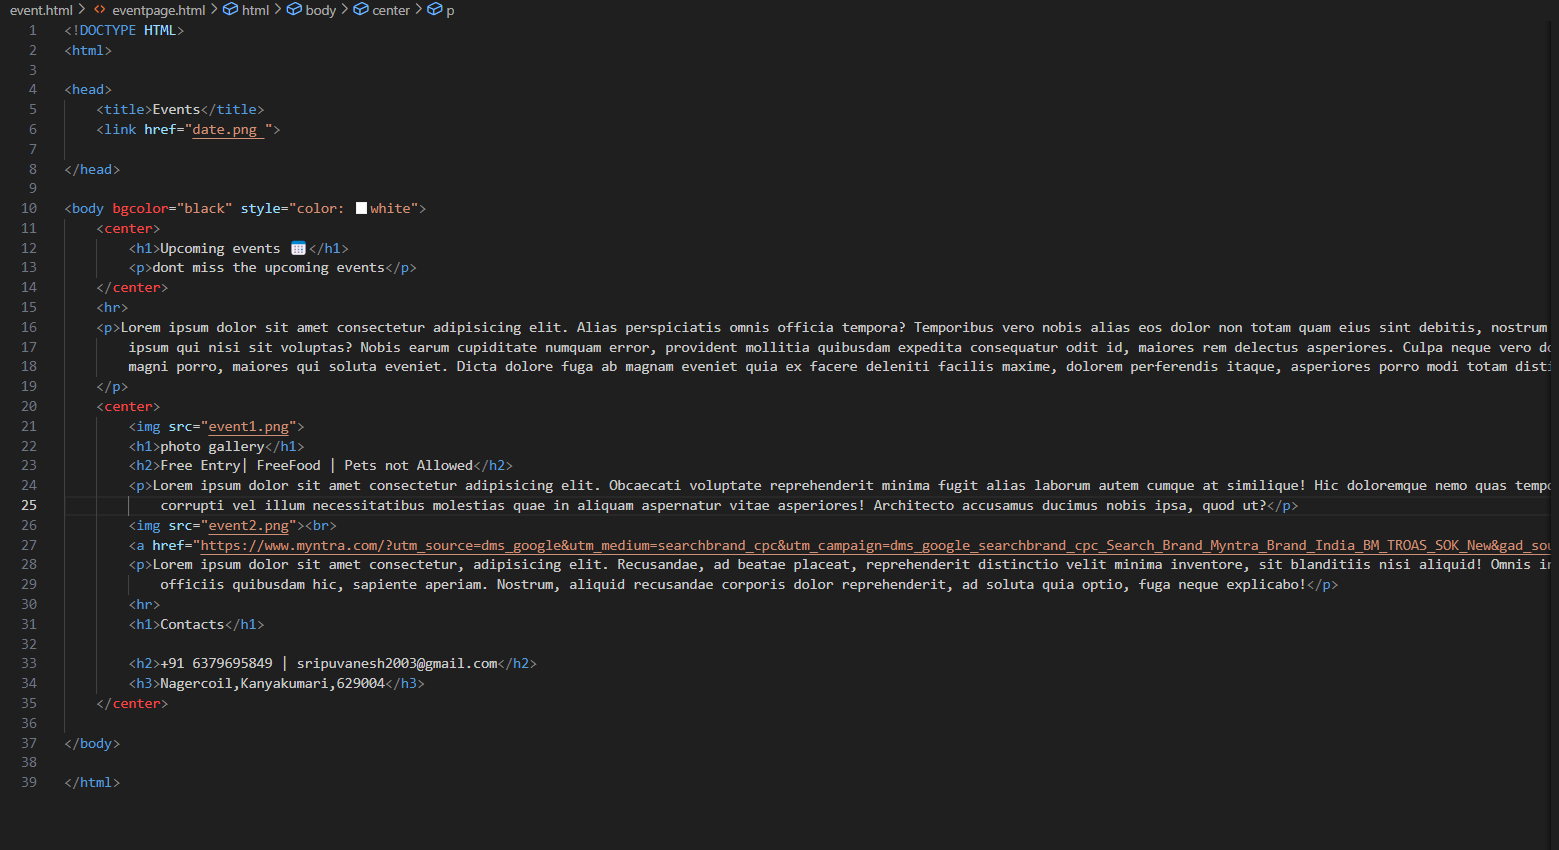 event.html > <> eventpage.html > html > body > center > p
1 <!DOCTYPE HTML>
2 <html>
3
4 <head>
5 <title>Events</title>
6 <link href="date.png ">
7
8 </head>
9
10 <body bgcolor="black" style="color: white">
11 <center>
12 <h1>Upcoming events 📅</h1>
13 <p>dont miss the upcoming events</p>
14 </center>
15 <hr>
16 <p>Lorem ipsum dolor sit amet consectetur adipisicing elit. Alias perspiciatis omnis officia tempora? Temporibus vero nobis alias eos dolor non totam quam eius sint debitis, nostrum
17 ipsum qui nisi sit voluptas? Nobis earum cupiditate numquam error, provident mollitia quibusdam expedita consequatur odit id, maiores rem delectus asperiores. Culpa neque vero
18 magni porro, maiores qui soluta eveniet. Dicta dolore fuga ab magnam eveniet quia ex facere deleniti facilis maxime, dolorem perferendis itaque, asperiores porro modi totam
19 </p>
20 <center>
21 <img src="event1.png">
22 <h1>photo gallery</h1>
23 <h2>Free Entry| FreeFood | Pets not Allowed</h2>
24 <p>Lorem ipsum dolor sit amet consectetur adipisicing elit. Obcaecati voluptate reprehenderit minima fugit alias laborum autem cumque at similique! Hic doloremque nemo quas
25 corrupti vel illum necessitatibus molestias quae in aliquam aspernatur vitae asperiores! Architecto accusamus ducimus nobis ipsa, quod ut?</p>
26 <img src="event2.png"><br>
27 <a href="https://www.myntra.com/?utm_source=dms_google&utm_medium=searchbrand_cpc&utm_campaign=dms_google_searchbrand_cpc_Search_Brand_Myntra_Brand_India_BM_TROAS_SOK_New&gad_sou
28 <p>Lorem ipsum dolor sit amet consectetur, adipisicing elit. Recusandae, ad beatae placeat, reprehenderit distinctio velit minima inventore, sit blanditiis nisi aliquid! Omnis
29 officiis quibusdam hic, sapiente aperiam. Nostrum, aliquid recusandae corporis dolor reprehenderit, ad soluta quia optio, fuga neque explicabo!</p>
30 <hr>
31 <h1>Contacts</h1>
32
33 <h2>+91 6379695849 | sripuvanesh2003@gmail.com</h2>
34 <h3>Nagercoil,Kanyakumari,629004</h3>
35 </center>
36
37 </body>
38
39 </html>